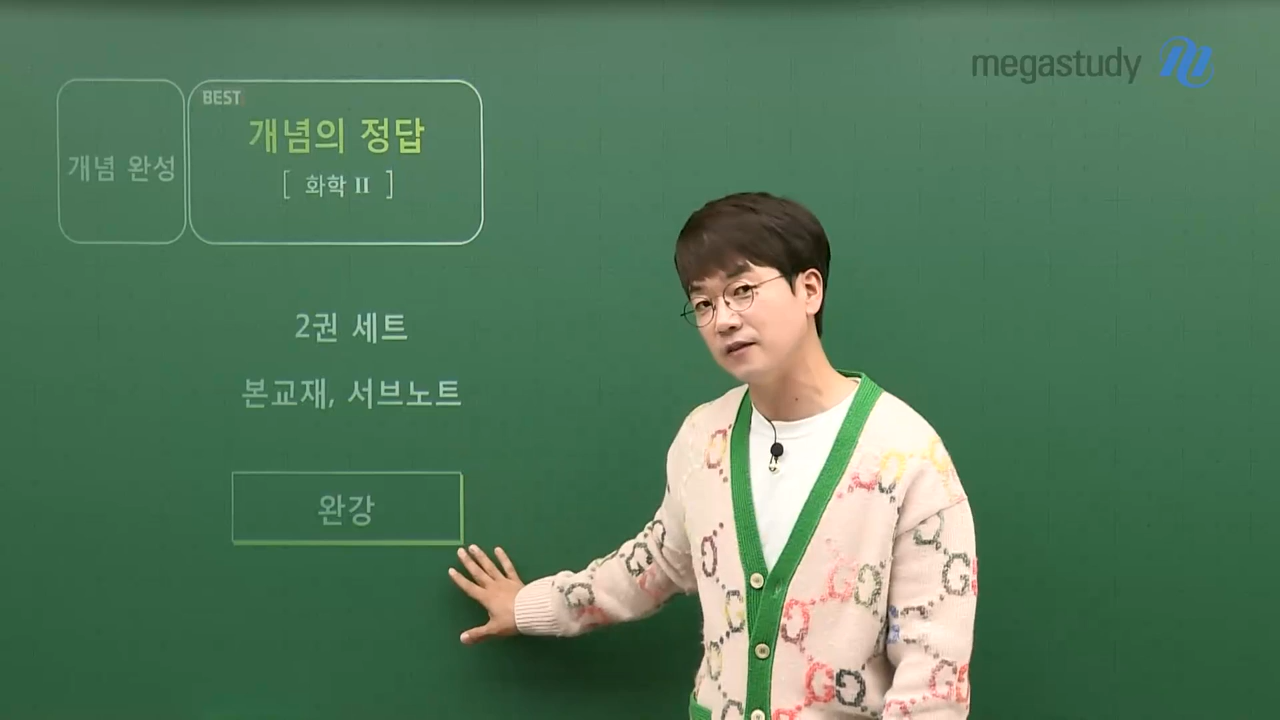 megastudy
개념 완성
BEST
개념의 정답
[ 화학 II ]
2권 세트
본교재, 서브노트
완강